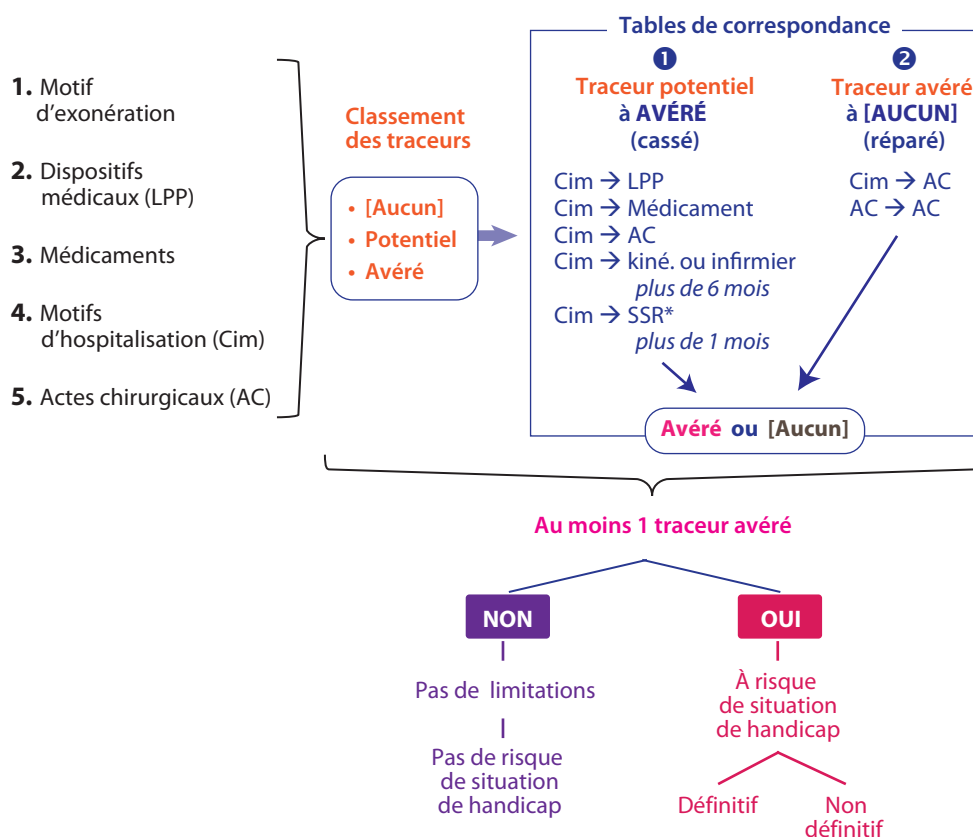 1. Motif
d'exonération
2. Dispositifs
médicaux (LPP)
3. Médicaments
4. Motifs
d'hospitalisation (Cim)
5. Actes chirurgicaux (AC)
Classement
des traceurs
• [Aucun]
• Potentiel
• Avéré
Tables de correspondance
1
Traceur potentiel
à AVÉRÉ
(cassé)
Cim → LPP
Cim → Médicament
Cim → AC
Cim → kiné. ou infirmier
plus de 6 mois
Cim → SSR*
plus de 1 mois
2
Traceur avéré
à [AUCUN]
(réparé)
Cim → AC
AC → AC
Avéré ou [Aucun]
Au moins 1 traceur avéré
NON
Pas de limitations
Pas de risque
de situation
de handicap
OUI
À risque
de situation
de handicap
Définitif
Non
définitif